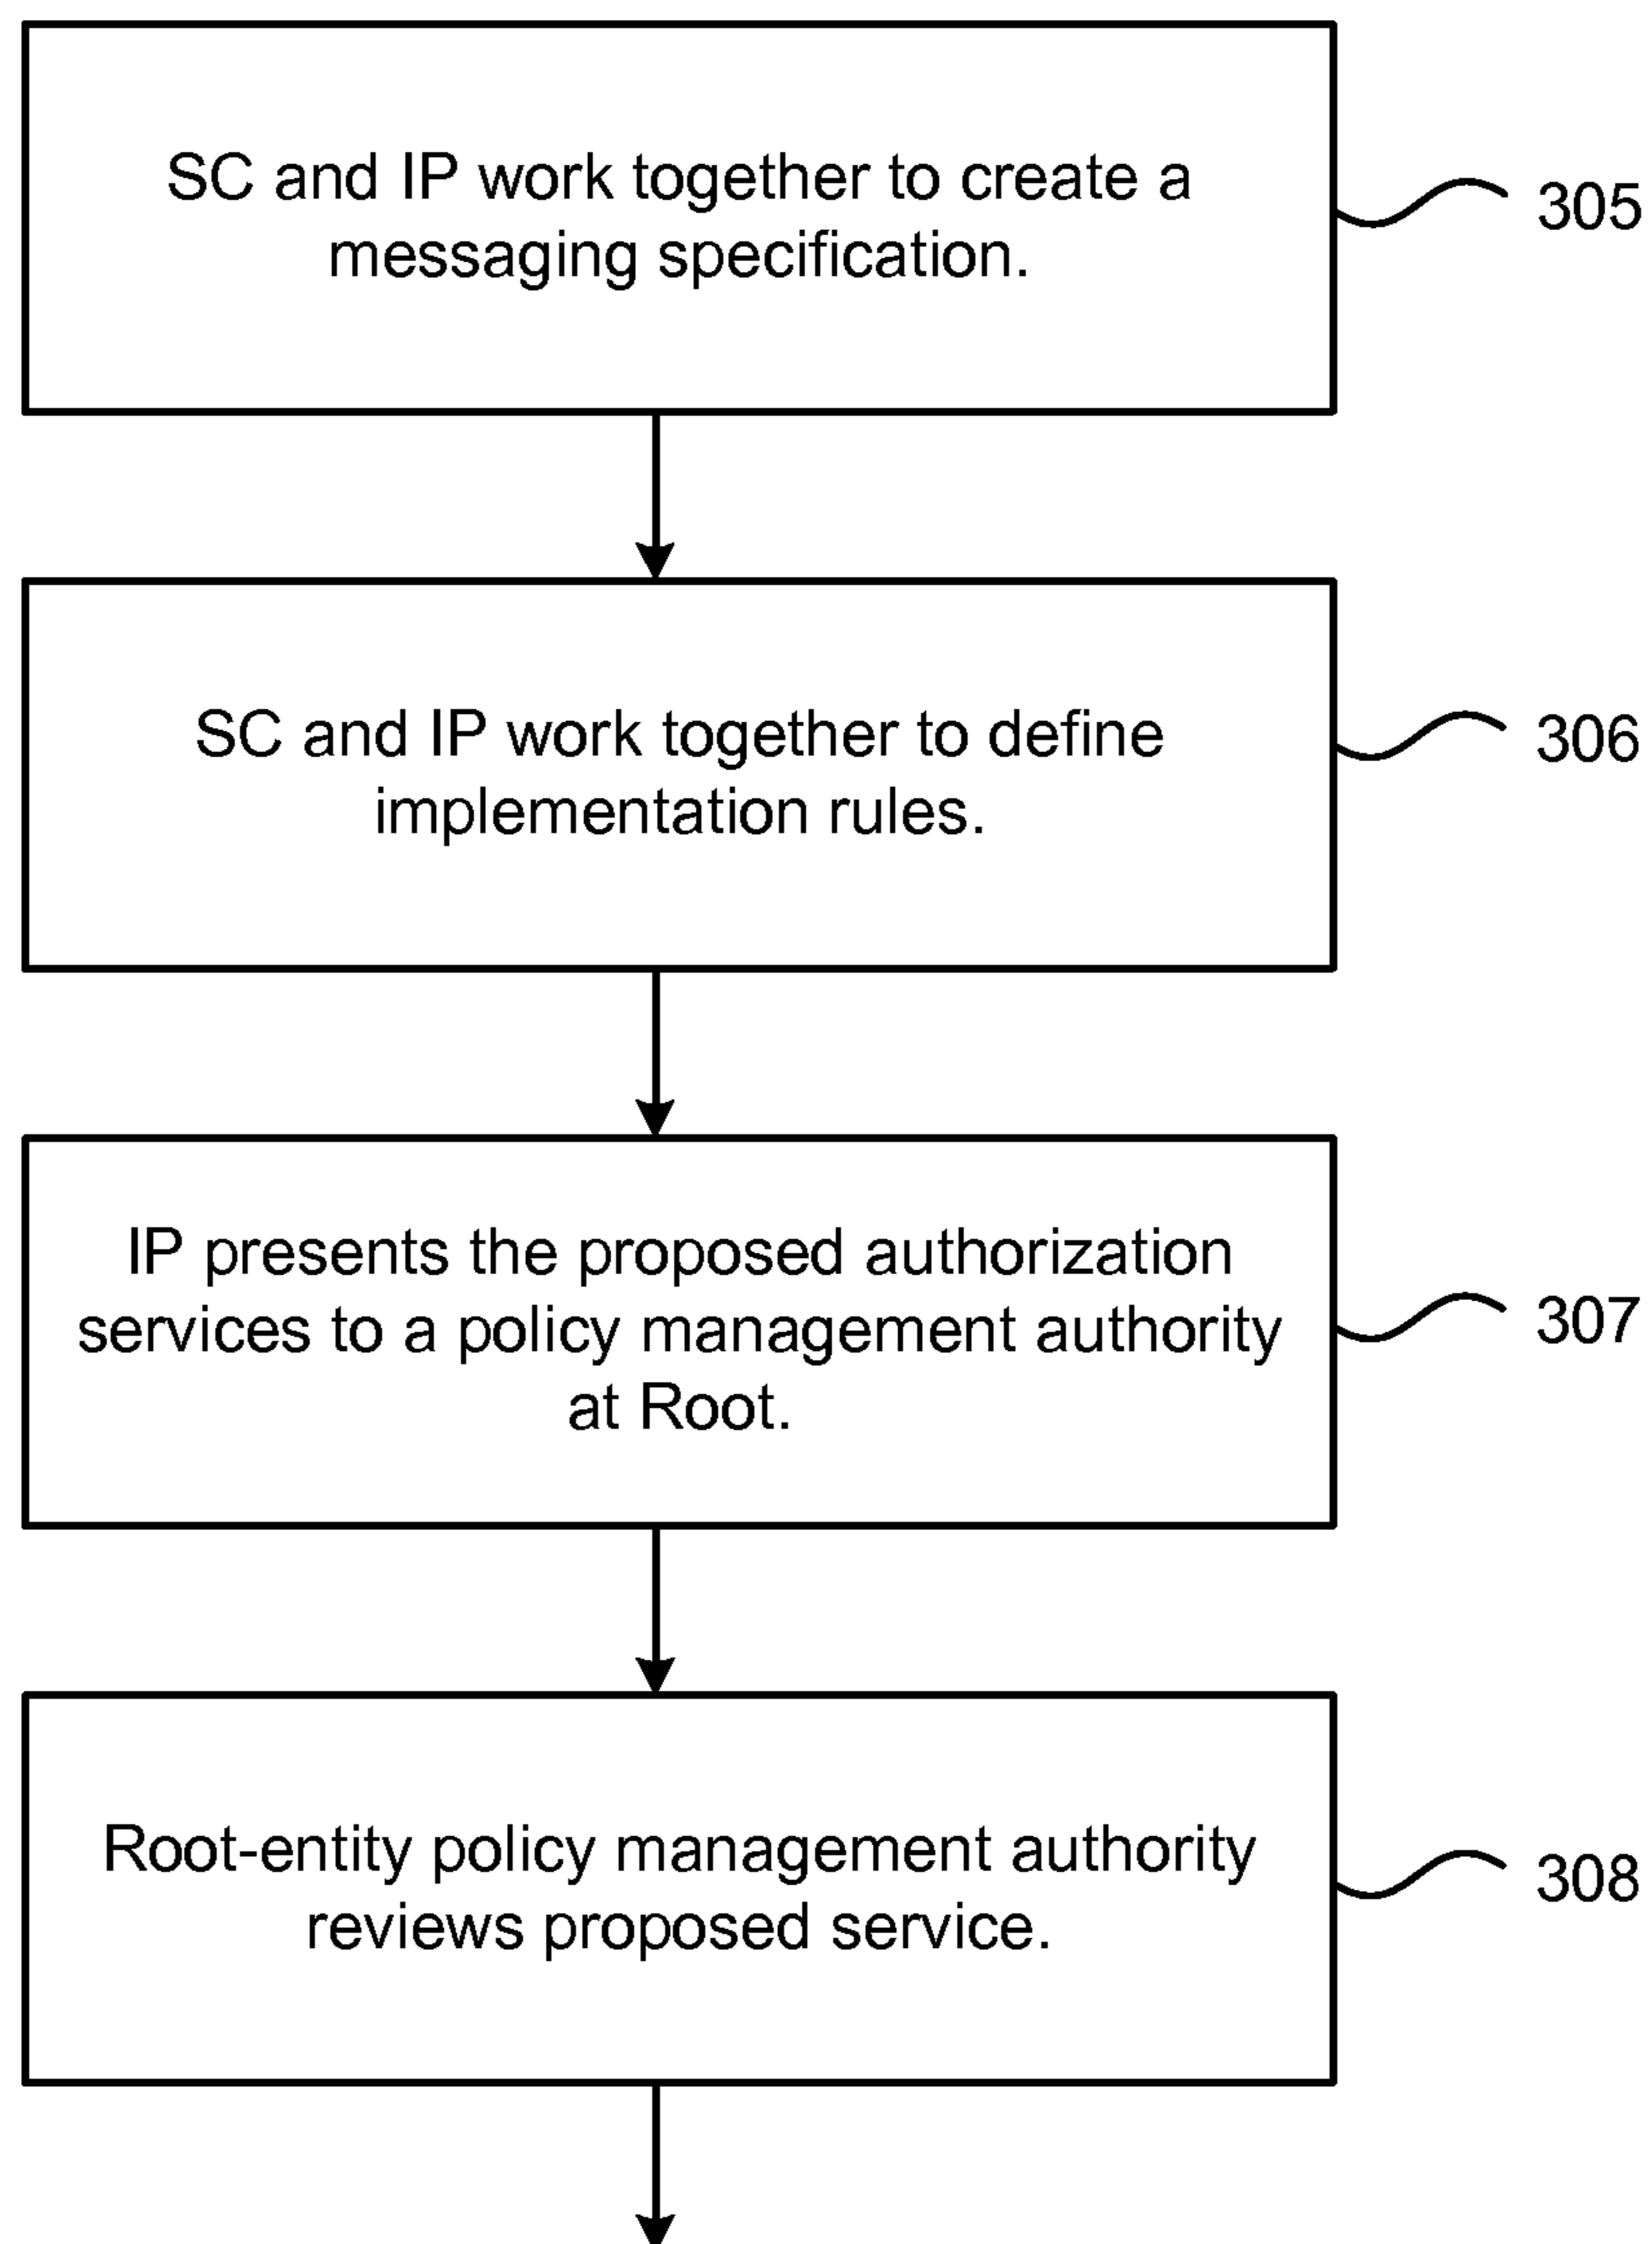 SC and IP work together to create a
messaging specification.
305
SC and IP work together to define
implementation rules.
306
IP presents the proposed authorization
services to a policy management authority
at Root.
307
Root-entity policy management authority
reviews proposed service.
308